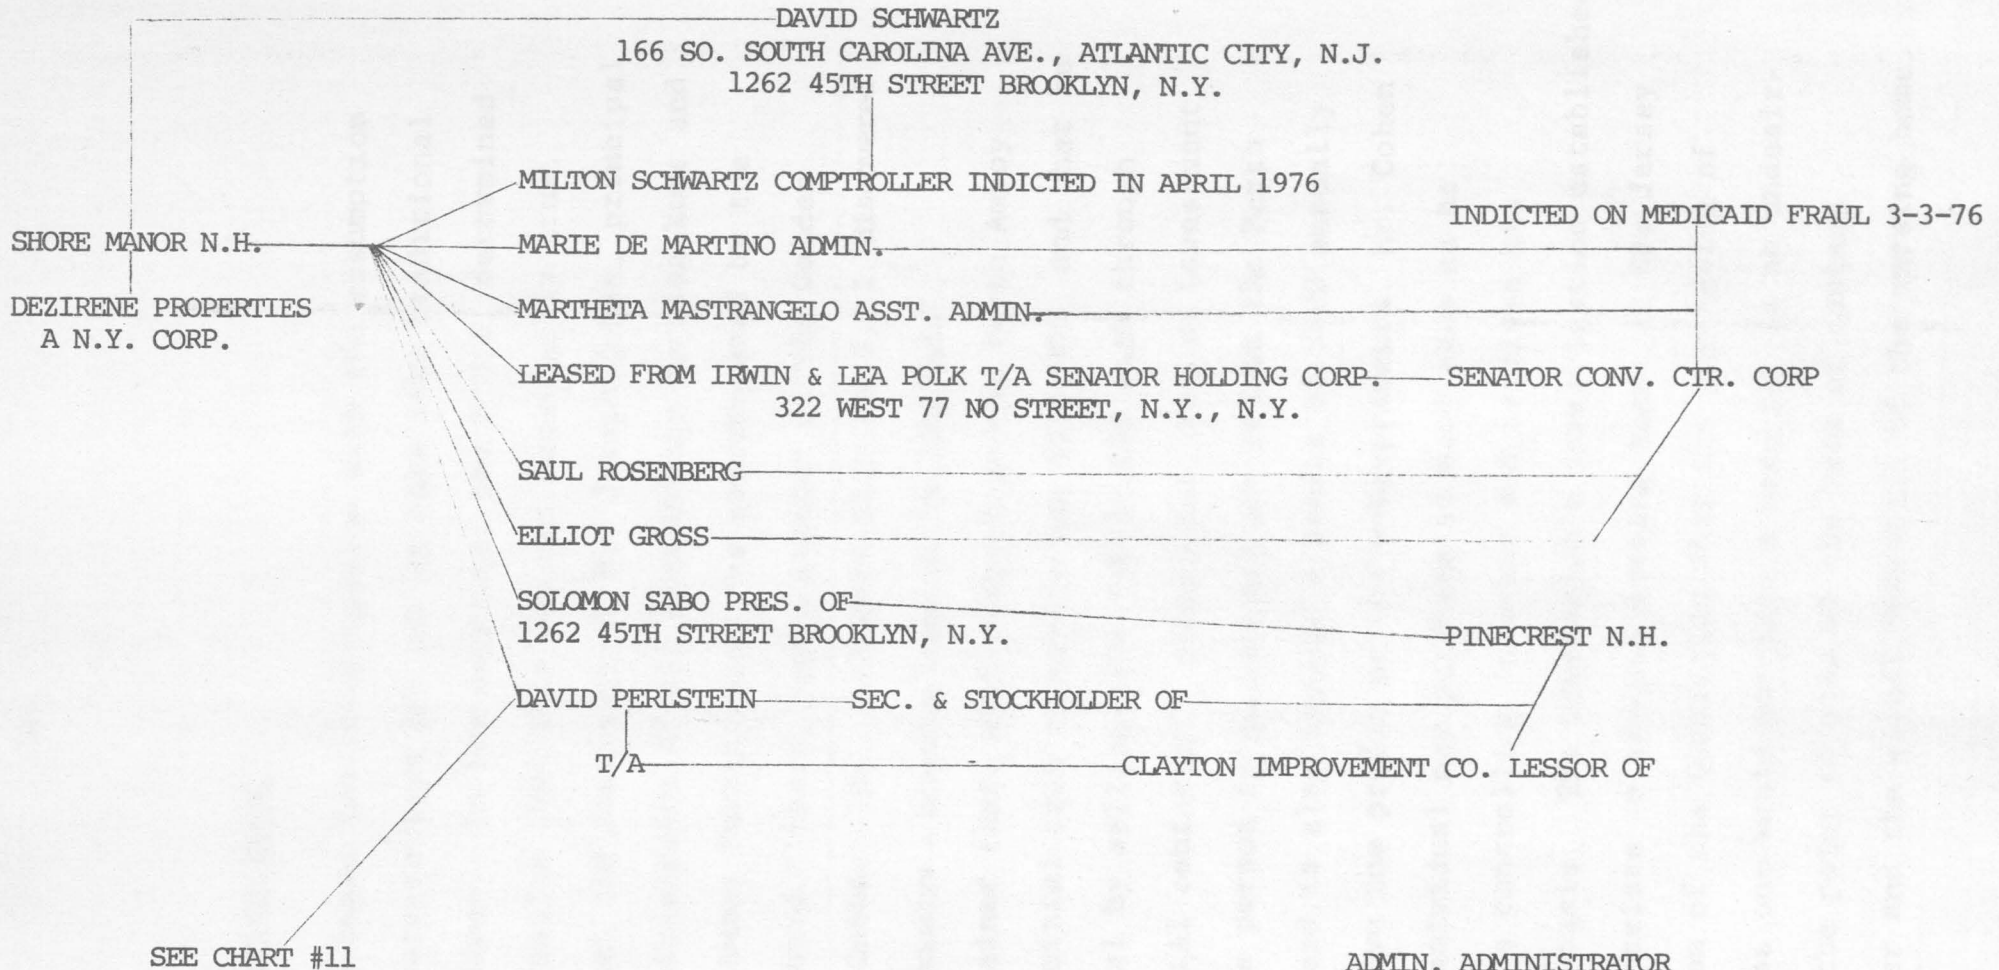 DAVID SCHWARTZ
166 SO. SOUTH CAROLINA AVE., ATLANTIC CITY, N.J.
1262 45TH STREET BROOKLYN, N.Y.
MILTON SCHWARTZ COMPTROLLER INDICTED IN APRIL 1976
INDICTED ON MEDICAID FRAUL 3-3-76
SHORE MANOR N.H.
MARIE DE MARTINO ADMIN.
DEZIRENE PROPERTIES
A N.Y. CORP.
MARTHETA MASTRANGELO ASST. ADMIN.
LEASED FROM IRWIN & LEA POLK T/A SENATOR HOLDING CORP.
SENATOR CONV. CTR. CORP
322 WEST 77 NO STREET, N.Y., N.Y.
SAUL ROSENBERG
ELLIOT GROSS
SOLOMON SABO PRES. OF
1262 45TH STREET BROOKLYN, N.Y.
PINECREST N.H.
DAVID PERLSTEIN
SEC. & STOCKHOLDER OF
T/A
CLAYTON IMPROVEMENT CO. LESSOR OF
SEE CHART #11
ADMIN. ADMINISTRATOR